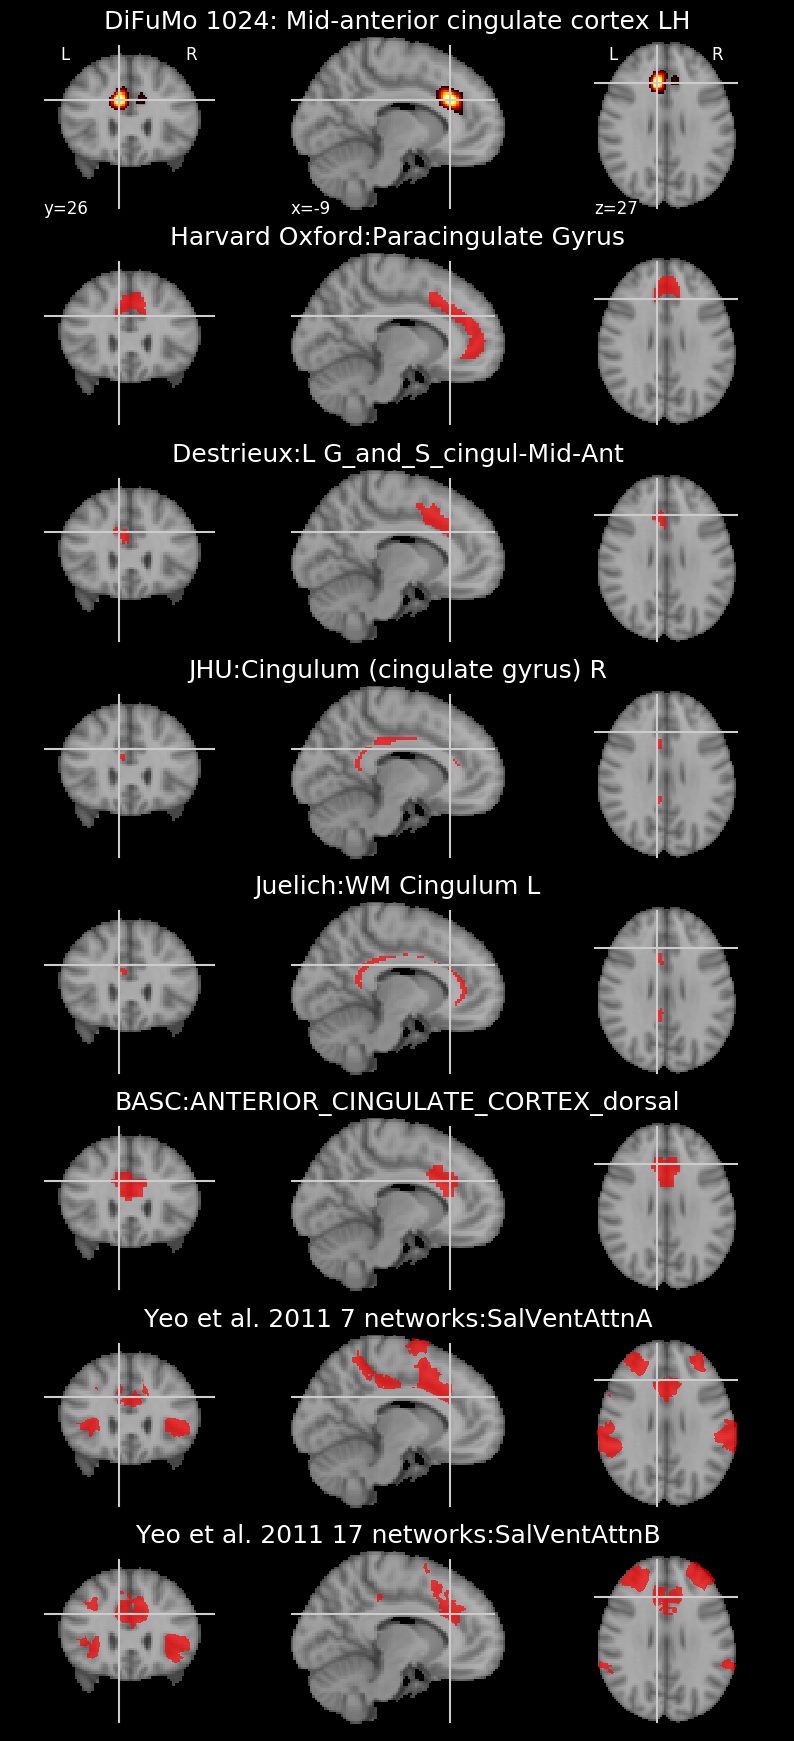 DiFuMo 1024: Mid-anterior cingulate cortex LH
L R L R
y=26 x=-9 z=27
Harvard Oxford:Paracingulate Gyrus
Destrieux:L G_and_S_cingul-Mid-Ant
JHU:Cingulum (cingulate gyrus) R
Juelich:WM Cingulum L
BASC:ANTERIOR_CINGULATE_CORTEX_dorsal
Yeo et al. 2011 7 networks:SalVentAttnA
Yeo et al. 2011 17 networks:SalVentAttnB